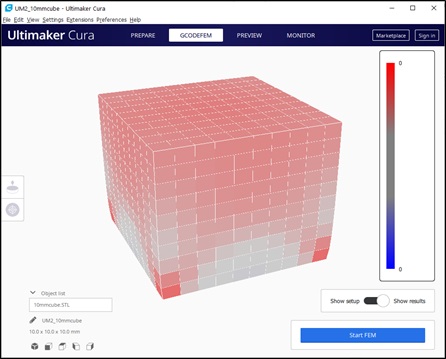 UM2_10mmcube - Ultimaker Cura
File Edit View Settings Extensions Preferences Help
Ultimaker Cura PREPARE GCODEFEM PREVIEW MONITOR Marketplace Sign in
0
0
Object list
10mmcube STL
UM2_10mmcube
10.0 x 10.0 x 10.0 mm
Show setup Show results
Start FEM